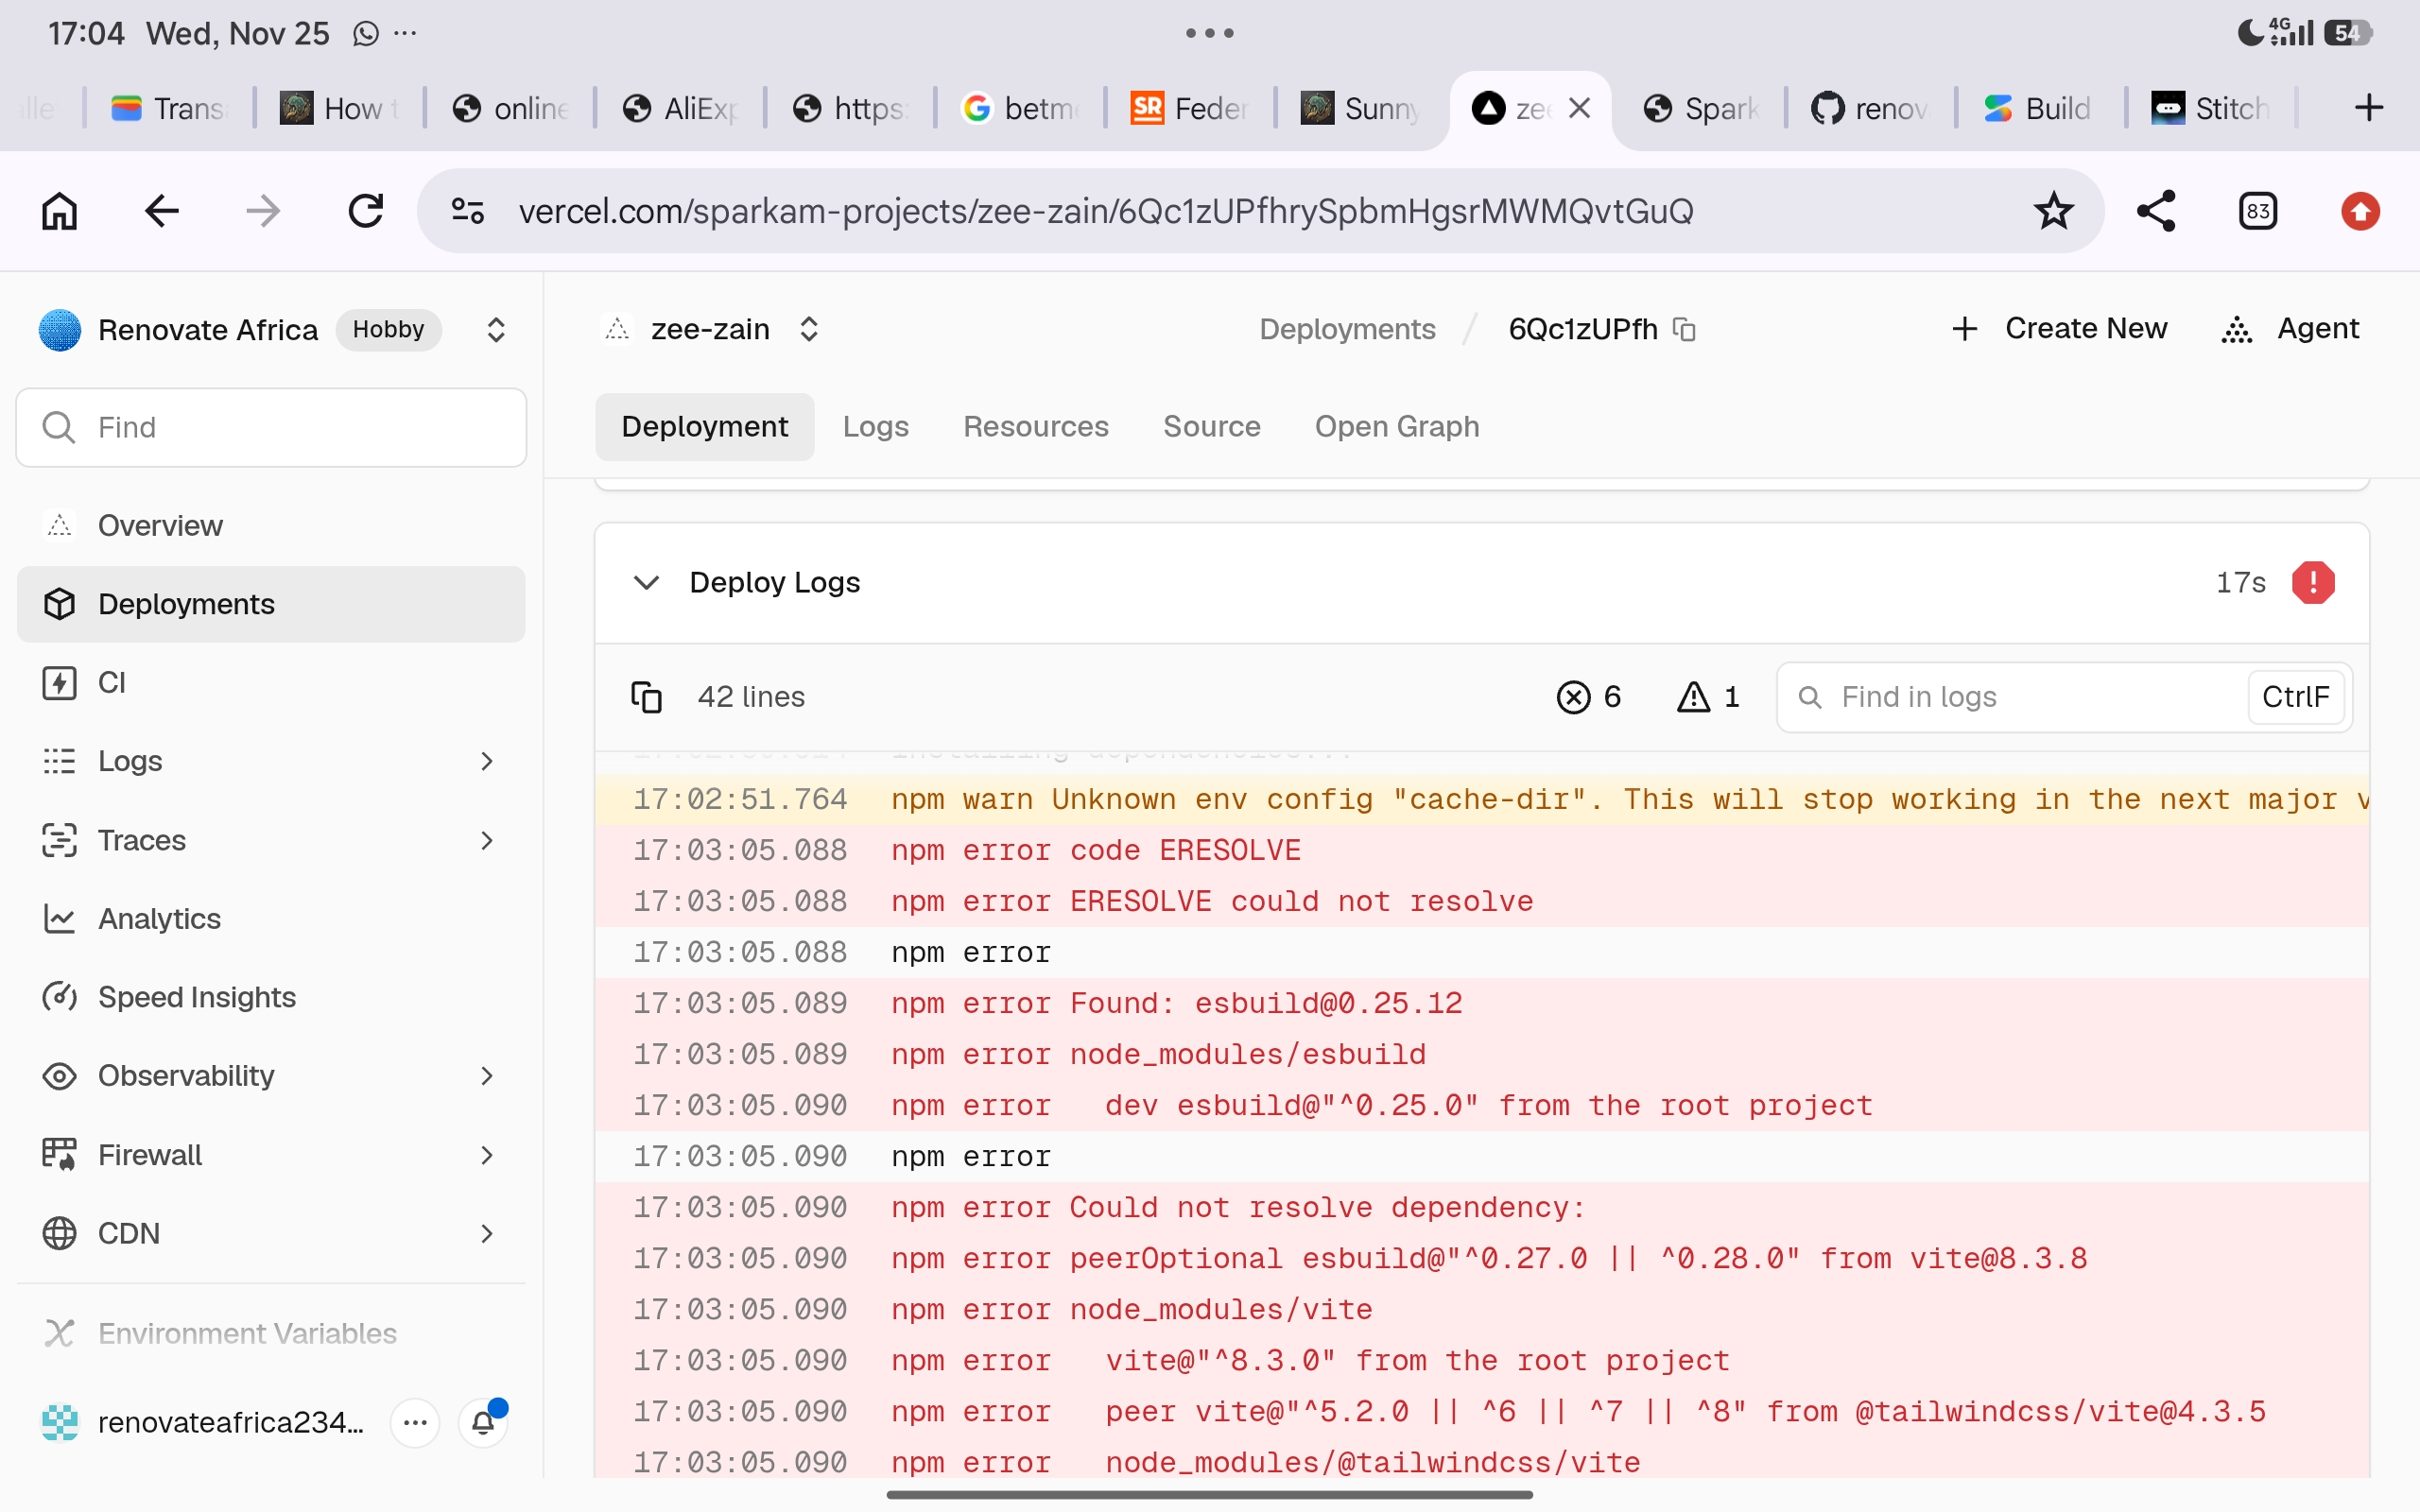 17:04 Wed, Nov 25 ...
4G
54
Trans
How t
online
AliExp
https:
betm
SR Feder
Sunny
zee
Spark
renov
Build
Stitch
vercel.com/sparkam-projects/zee-zain/6Qc1zUPfhrySpbmHgsrMWMQvtGuQ
83
Renovate Africa Hobby
zee-zain
Deployments / 6Qc1zUPfh
+ Create New
Agent
Find
Deployment Logs Resources Source Open Graph
Overview
Deployments
CI
Logs
Traces
Analytics
Speed Insights
Observability
Firewall
CDN
Environment Variables
renovateafrica234...
Deploy Logs 17s
42 lines 6 1 Find in logs CtrlF
Installing dependencies...
17:02:51.764 npm warn Unknown env config "cache-dir". This will stop working in the next major v
17:03:05.088 npm error code ERESOLVE
17:03:05.088 npm error ERESOLVE could not resolve
17:03:05.088 npm error
17:03:05.089 npm error Found: esbuild@0.25.12
17:03:05.089 npm error node_modules/esbuild
17:03:05.090 npm error   dev esbuild@"^0.25.0" from the root project
17:03:05.090 npm error
17:03:05.090 npm error Could not resolve dependency:
17:03:05.090 npm error peerOptional esbuild@"^0.27.0 || ^0.28.0" from vite@8.3.8
17:03:05.090 npm error node_modules/vite
17:03:05.090 npm error   vite@"^8.3.0" from the root project
17:03:05.090 npm error   peer vite@"^5.2.0 || ^6 || ^7 || ^8" from @tailwindcss/vite@4.3.5
17:03:05.090 npm error   node_modules/@tailwindcss/vite